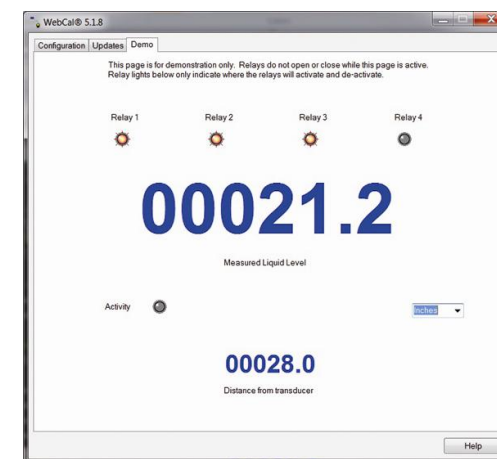 WebCal® 5.1.8
Configuration Updates Demo
This page is for demonstration only. Relays do not open or close while this page is active.
Relay lights below only indicate where the relays will activate and de-activate.
Relay 1 Relay 2 Relay 3 Relay 4
00021.2
Measured Liquid Level
Activity Inches
00028.0
Distance from transducer
Help